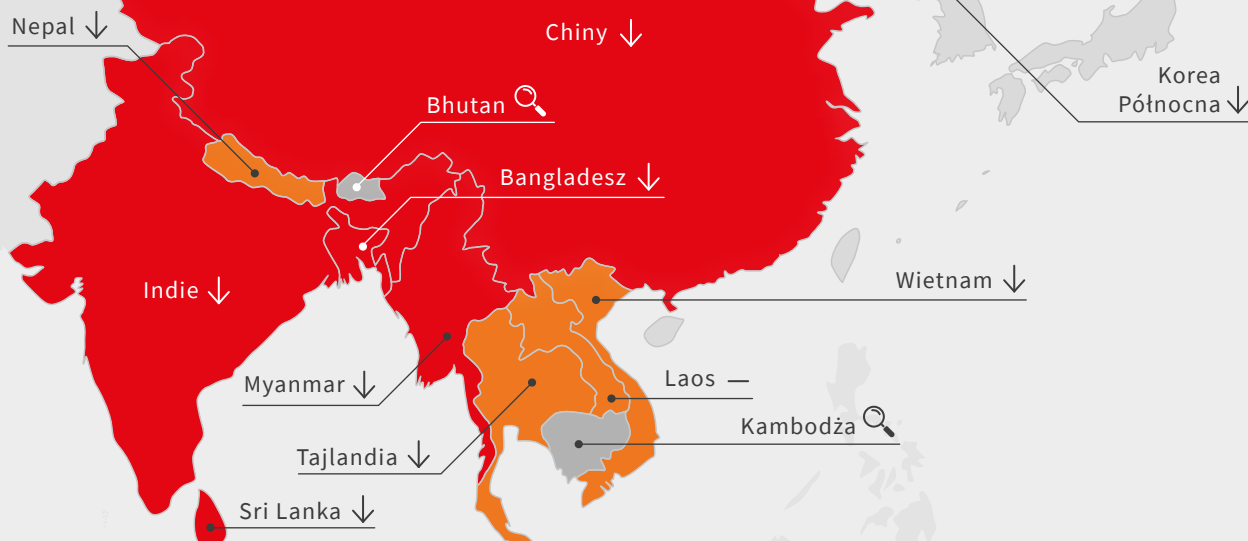 Nepal
Chiny
Korea
Północna
Bhutan
Bangladesz
Indie
Wietnam
Myanmar
Laos
Kambodża
Tajlandia
Sri Lanka